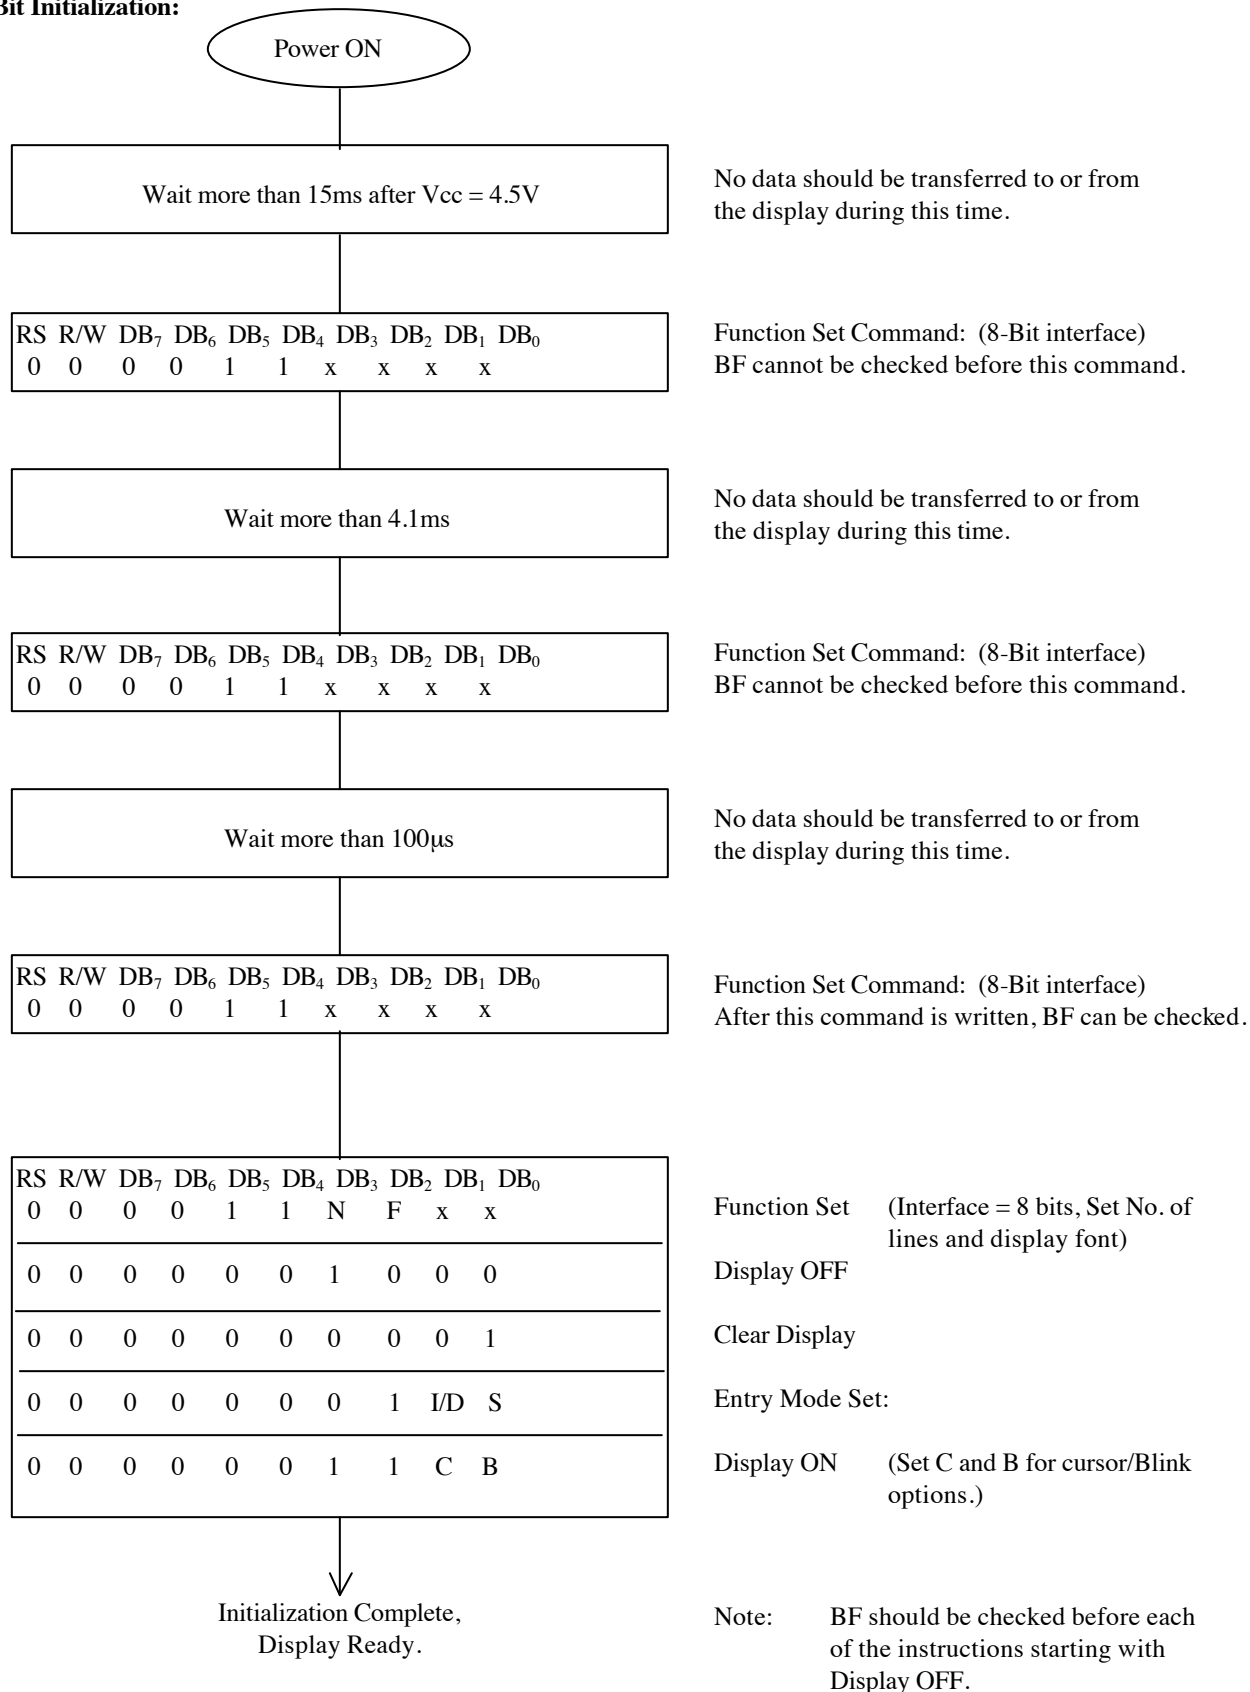 Bit Initialization:
Power ON
Wait more than 15ms after Vcc = 4.5V
No data should be transferred to or from
the display during this time.
RS R/W DB₇ DB₆ DB₅ DB₄ DB₃ DB₂ DB₁ DB₀
0 0 0 0 1 1 x x x x
Function Set Command: (8-Bit interface)
BF cannot be checked before this command.
Wait more than 4.1ms
No data should be transferred to or from
the display during this time.
RS R/W DB₇ DB₆ DB₅ DB₄ DB₃ DB₂ DB₁ DB₀
0 0 0 0 1 1 x x x x
Function Set Command: (8-Bit interface)
BF cannot be checked before this command.
Wait more than 100μs
No data should be transferred to or from
the display during this time.
RS R/W DB₇ DB₆ DB₅ DB₄ DB₃ DB₂ DB₁ DB₀
0 0 0 0 1 1 x x x x
Function Set Command: (8-Bit interface)
After this command is written, BF can be checked.
RS R/W DB₇ DB₆ DB₅ DB₄ DB₃ DB₂ DB₁ DB₀
0 0 0 0 1 1 N F x x
Function Set (Interface = 8 bits, Set No. of
lines and display font)
0 0 0 0 0 0 1 0 0 0
Display OFF
0 0 0 0 0 0 0 0 0 1
Clear Display
0 0 0 0 0 0 0 1 I/D S
Entry Mode Set:
0 0 0 0 0 0 1 1 C B
Display ON (Set C and B for cursor/Blink
options.)
Initialization Complete,
Display Ready.
Note: BF should be checked before each
of the instructions starting with
Display OFF.